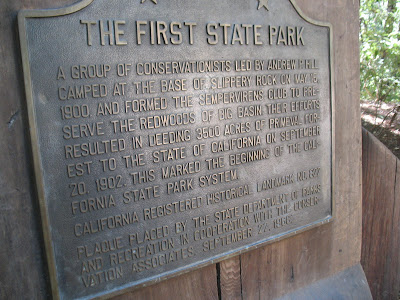 THE FIRST STATE PARK
A GROUP OF CONSERVATIONISTS LED BY ANDREW P. HILL
CAMPED AT THE BASE OF SLIPPERY ROCK ON MAY 15,
1900, AND FORMED THE SEMPERVIRENS CLUB TO PRE-
SERVE THE REDWOODS OF BIG BASIN. THEIR EFFORTS
RESULTED IN DEEDING 3800 ACRES OF PRIMEVAL FOR-
EST TO THE STATE OF CALIFORNIA ON SEPTEMBER
20, 1902. THIS MARKED THE BEGINNING OF THE CALI-
FORNIA STATE PARK SYSTEM.
CALIFORNIA REGISTERED HISTORICAL LANDMARK NO. 827
PLAQUE PLACED BY THE STATE DEPARTMENT OF PARKS
AND RECREATION IN COOPERATION WITH THE CONSER-
VATION ASSOCIATES, SEPTEMBER 22,